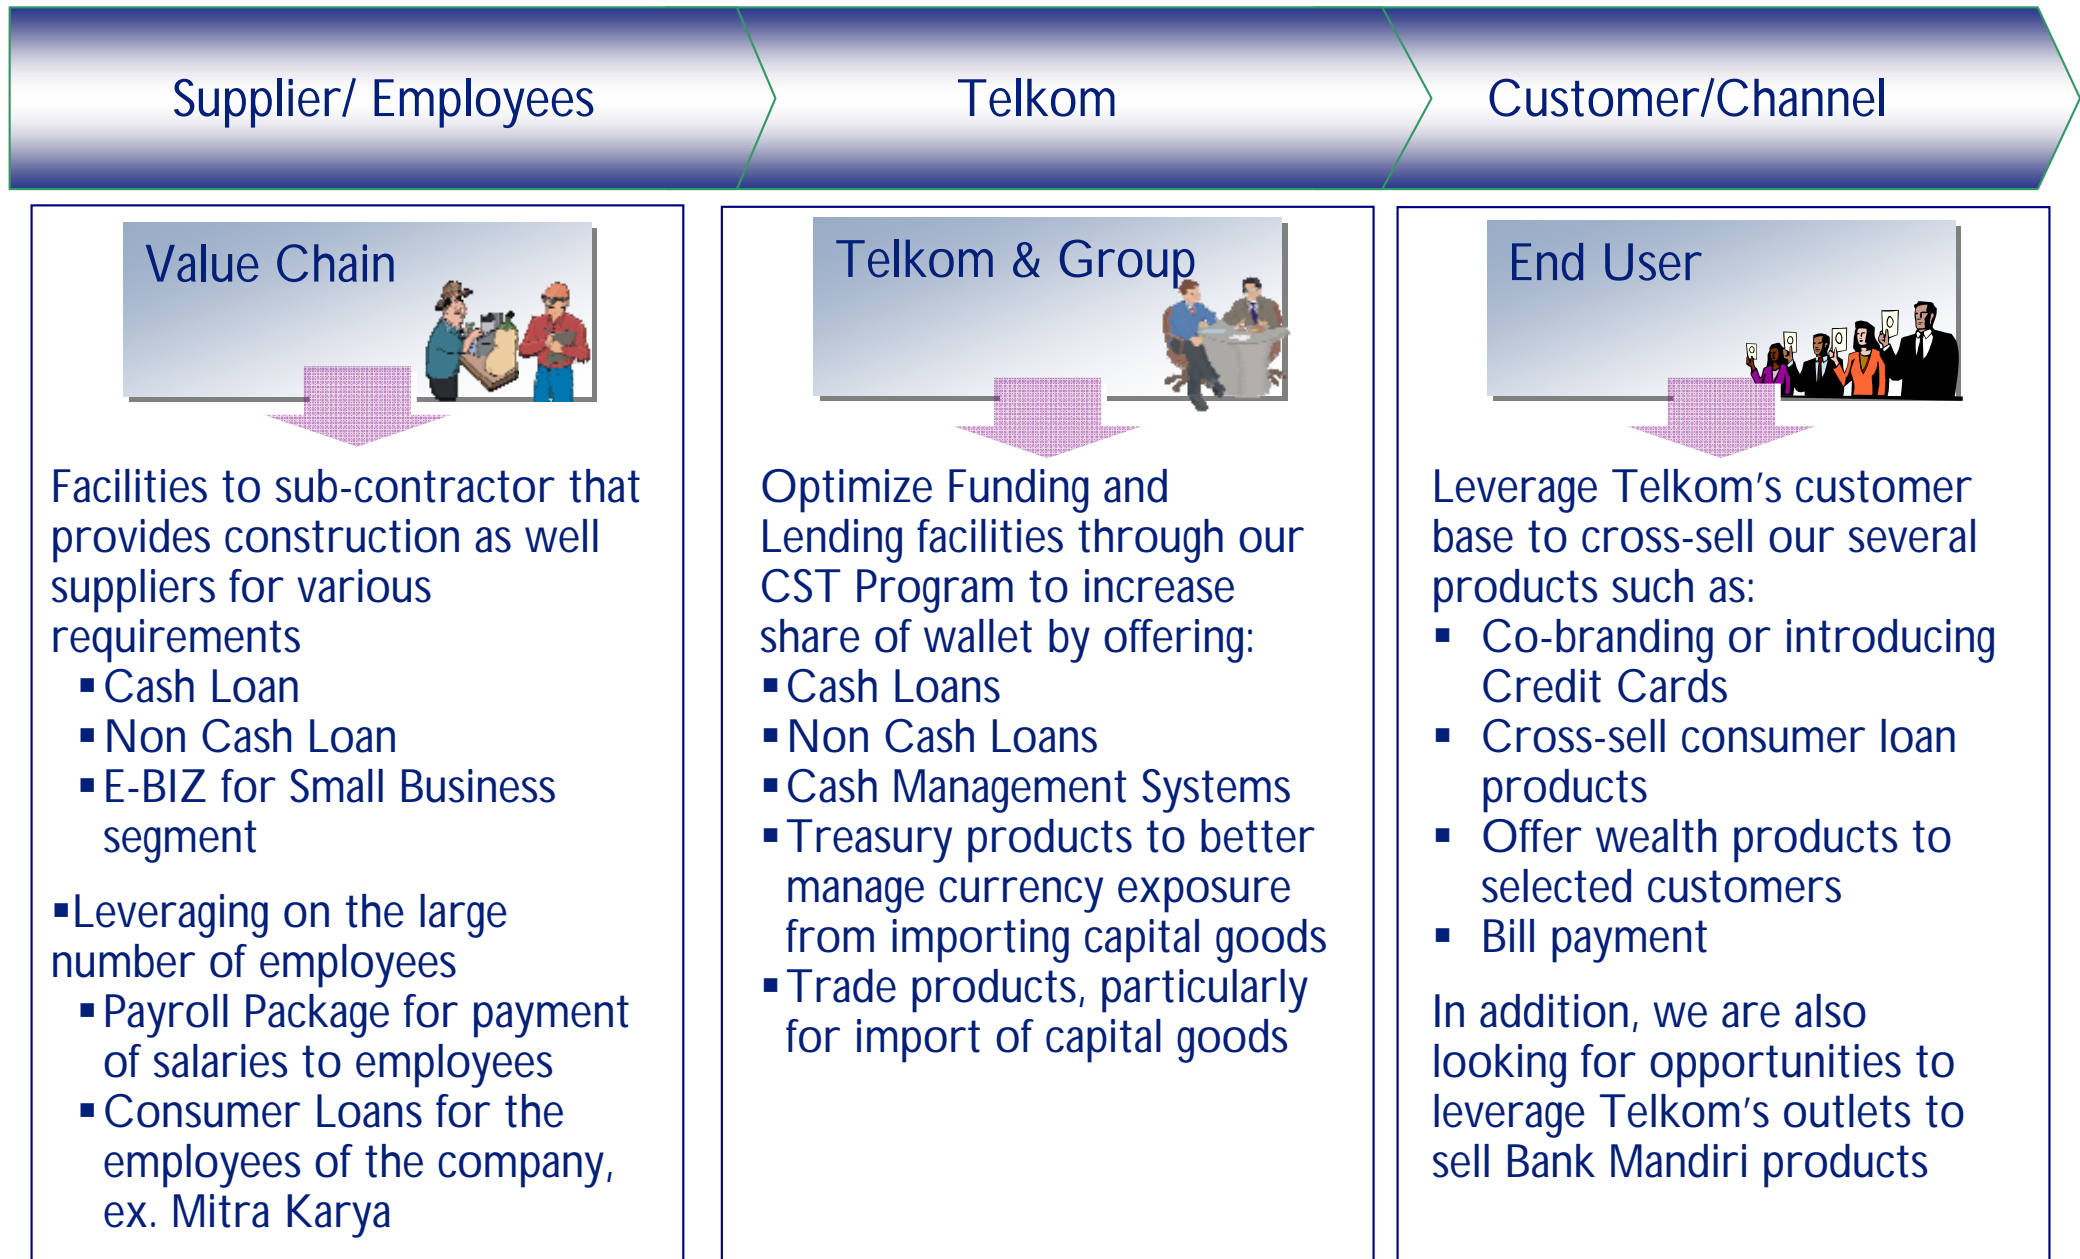 Supplier/ Employees
Telkom
Customer/Channel
Value Chain
Facilities to sub-contractor that
provides construction as well
suppliers for various
requirements
▪Cash Loan
▪Non Cash Loan
▪E-BIZ for Small Business
segment
▪Leveraging on the large
number of employees
▪Payroll Package for payment
of salaries to employees
▪Consumer Loans for the
employees of the company,
ex. Mitra Karya
Telkom & Group
Optimize Funding and
Lending facilities through our
CST Program to increase
share of wallet by offering:
▪Cash Loans
▪Non Cash Loans
▪Cash Management Systems
▪Treasury products to better
manage currency exposure
from importing capital goods
▪Trade products, particularly
for import of capital goods
End User
Leverage Telkom's customer
base to cross-sell our several
products such as:
▪ Co-branding or introducing
Credit Cards
▪ Cross-sell consumer loan
products
▪ Offer wealth products to
selected customers
▪ Bill payment
In addition, we are also
looking for opportunities to
leverage Telkom's outlets to
sell Bank Mandiri products